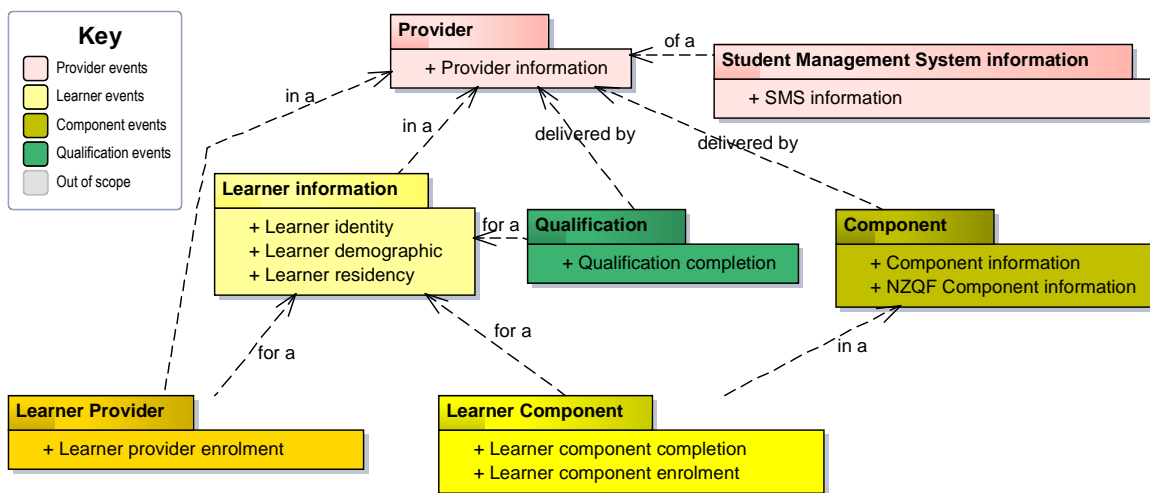 Key
Provider events
Learner events
Component events
Qualification events
Out of scope
Provider
+ Provider information
of a
Student Management System information
+ SMS information
in a
in a
delivered by
delivered by
Learner information
+ Learner identity
+ Learner demographic
+ Learner residency
for a
Qualification
+ Qualification completion
Component
+ Component information
+ NZQF Component information
for a
for a
in a
Learner Provider
+ Learner provider enrolment
Learner Component
+ Learner component completion
+ Learner component enrolment